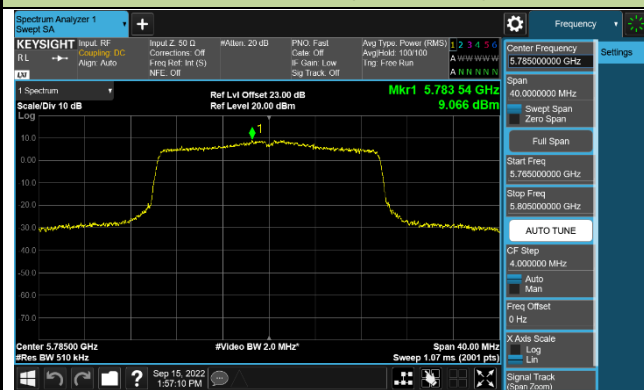 Spectrum Analyzer 1
Swept SA
Frequency
KEYSIGHT
RL
Input: RF
Coupling: DC
Align: Auto
Input Z: 50 Ω
Corrections: Off
Freq Ref: Int (S)
NFE: Off
#Atten: 20 dB
PNO: Fast
Gate: Off
IF Gain: Low
Sig Track: Off
Avg Type: Power (RMS)
Avg|Hold: 100/100
Trig: Free Run
1 2 3 4 5 6
A W W W W W
A N N N N N
LXI
1 Spectrum
Scale/Div 10 dB
Log
Ref Lvl Offset 23.00 dB
Ref Level 20.00 dBm
Mkr1 5.783 54 GHz
9.066 dBm
1
10.0
0.00
-10.0
-20.0
-30.0
-40.0
-50.0
-60.0
-70.0
Center 5.78500 GHz
#Res BW 510 kHz
#Video BW 2.0 MHz*
Span 40.00 MHz
Sweep 1.07 ms (2001 pts)
Sep 15, 2022
1:57:10 PM
Center Frequency
5.785000000 GHz
Settings
Span
40.0000000 MHz
Swept Span
Zero Span
Full Span
Start Freq
5.765000000 GHz
Stop Freq
5.805000000 GHz
AUTO TUNE
CF Step
4.000000 MHz
Auto
Man
Freq Offset
0 Hz
X Axis Scale
Log
Lin
Signal Track
(Span Zoom)